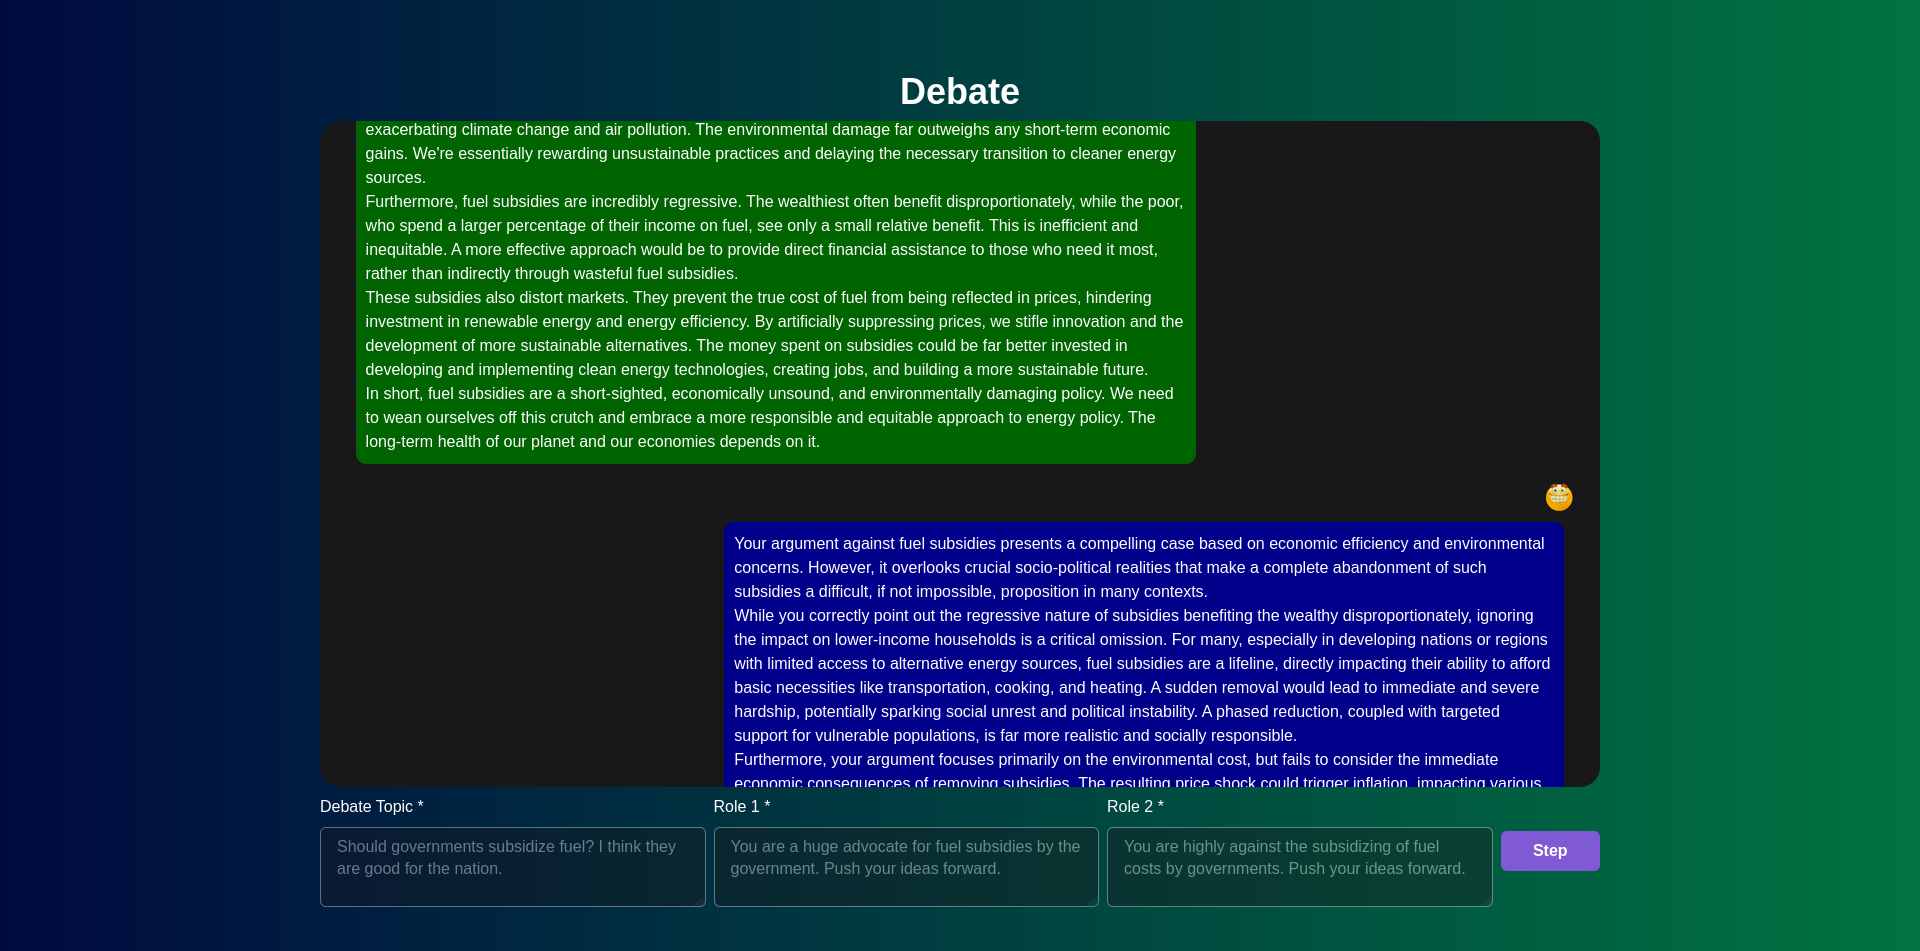 Debate
exacerbating climate change and air pollution. The environmental damage far outweighs any short-term economic
gains. We're essentially rewarding unsustainable practices and delaying the necessary transition to cleaner energy
sources.
Furthermore, fuel subsidies are incredibly regressive. The wealthiest often benefit disproportionately, while the poor,
who spend a larger percentage of their income on fuel, see only a small relative benefit. This is inefficient and
inequitable. A more effective approach would be to provide direct financial assistance to those who need it most,
rather than indirectly through wasteful fuel subsidies.
These subsidies also distort markets. They prevent the true cost of fuel from being reflected in prices, hindering
investment in renewable energy and energy efficiency. By artificially suppressing prices, we stifle innovation and the
development of more sustainable alternatives. The money spent on subsidies could be far better invested in
developing and implementing clean energy technologies, creating jobs, and building a more sustainable future.
In short, fuel subsidies are a short-sighted, economically unsound, and environmentally damaging policy. We need
to wean ourselves off this crutch and embrace a more responsible and equitable approach to energy policy. The
long-term health of our planet and our economies depends on it.
Your argument against fuel subsidies presents a compelling case based on economic efficiency and environmental
concerns. However, it overlooks crucial socio-political realities that make a complete abandonment of such
subsidies a difficult, if not impossible, proposition in many contexts.
While you correctly point out the regressive nature of subsidies benefiting the wealthy disproportionately, ignoring
the impact on lower-income households is a critical omission. For many, especially in developing nations or regions
with limited access to alternative energy sources, fuel subsidies are a lifeline, directly impacting their ability to afford
basic necessities like transportation, cooking, and heating. A sudden removal would lead to immediate and severe
hardship, potentially sparking social unrest and political instability. A phased reduction, coupled with targeted
support for vulnerable populations, is far more realistic and socially responsible.
Furthermore, your argument focuses primarily on the environmental cost, but fails to consider the immediate
economic consequences of removing subsidies. The resulting price shock could trigger inflation, impacting various
Debate Topic *
Role 1 *
Role 2 *
Should governments subsidize fuel? I think they
are good for the nation.
You are a huge advocate for fuel subsidies by the
government. Push your ideas forward.
You are highly against the subsidizing of fuel
costs by governments. Push your ideas forward.
Step